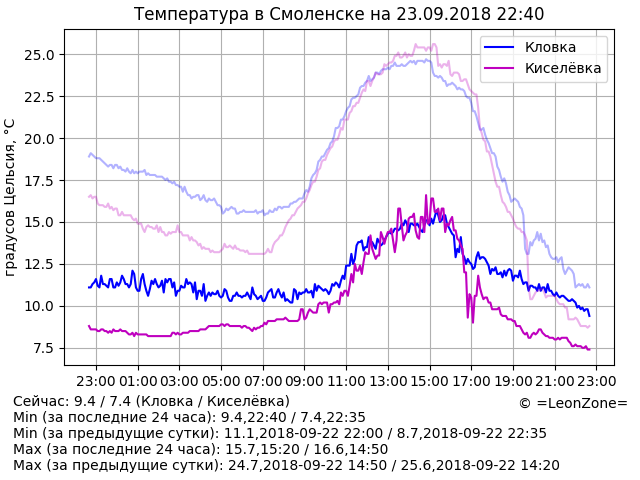 Температура в Смоленске на 23.09.2018 22:40
Кловка
Киселёвка
градусов Цельсия, °C
25.0
22.5
20.0
17.5
15.0
12.5
10.0
7.5
23:00 01:00 03:00 05:00 07:00 09:00 11:00 13:00 15:00 17:00 19:00 21:00 23:00
Сейчас: 9.4 / 7.4 (Кловка / Киселёвка)
© =LeonZone=
Min (за последние 24 часа): 9.4,22:40 / 7.4,22:35
Min (за предыдущие сутки): 11.1,2018-09-22 22:00 / 8.7,2018-09-22 22:35
Max (за последние 24 часа): 15.7,15:20 / 16.6,14:50
Max (за предыдущие сутки): 24.7,2018-09-22 14:50 / 25.6,2018-09-22 14:20